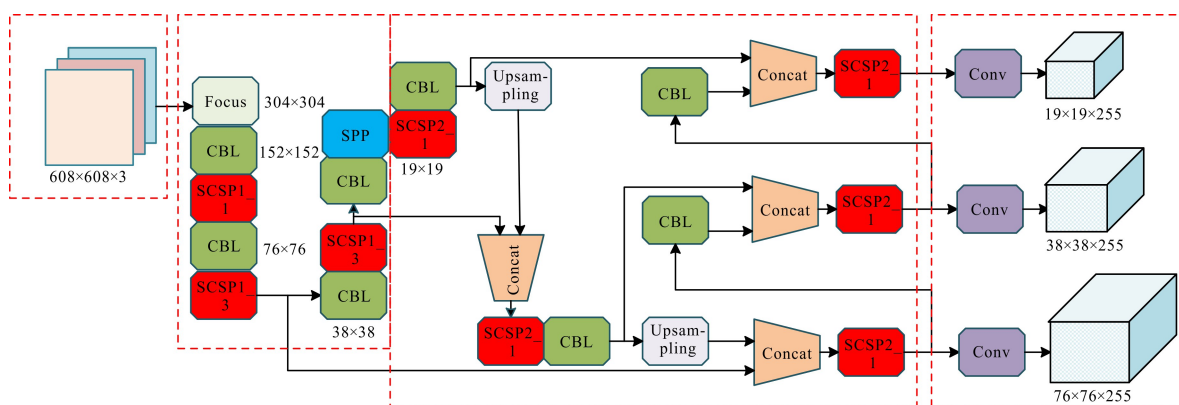 608×608×3
Focus
304×304
CBL
152×152
SCSP1_
1
CBL
76×76
SCSP1_
3
SPP
CBL
SCSP1_
3
CBL
38×38
CBL
SCSP2_
1
19×19
Upsam-
pling
Concat
SCSP2_
1
CBL
Upsam-
pling
CBL
Concat
SCSP2_
1
CBL
Concat
SCSP2_
1
Concat
SCSP2_
1
Conv
19×19×255
Conv
38×38×255
Conv
76×76×255